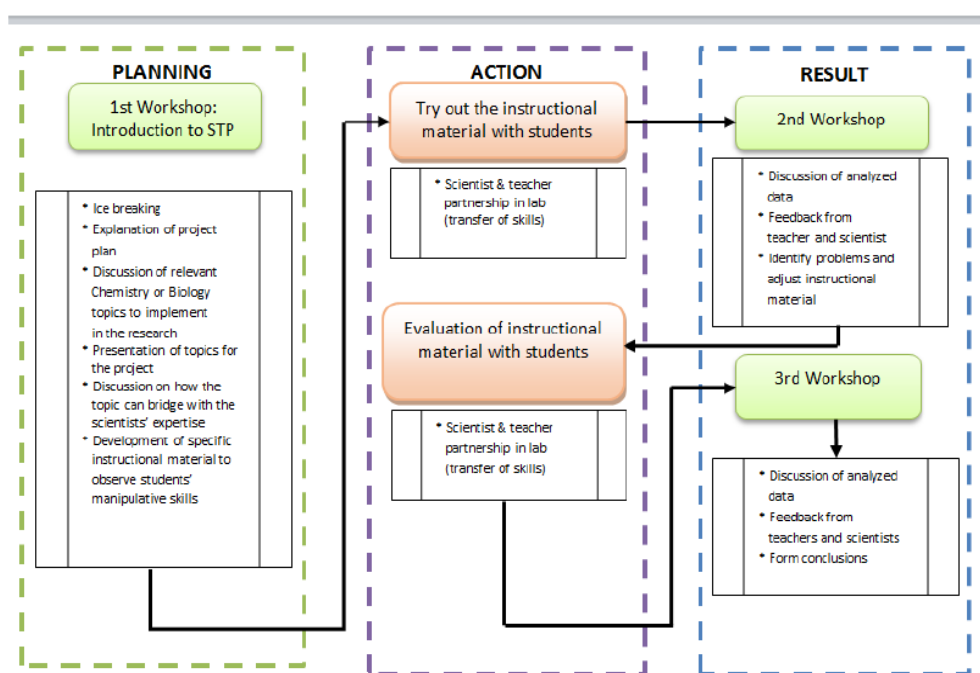 PLANNING
1st Workshop:
Introduction to STP
* Ice breaking
* Explanation of project
plan
* Discussion of relevant
Chemistry or Biology
topics to implement
in the research
* Presentation of topics for
the project
* Discussion on how the
topic can bridge with the
scientists' expertise
* Development of specific
instructional material to
observe students'
manipulative skills
ACTION
Try out the instructional
material with students
* Scientist & teacher
partnership in lab
(transfer of skills)
Evaluation of instructional
material with students
* Scientist & teacher
partnership in lab
(transfer of skills)
RESULT
2nd Workshop
* Discussion of analyzed
data
* Feedback from
teacher and scientist
* Identify problems and
adjust instructional
material
3rd Workshop
* Discussion of analyzed
data
* Feedback from
teachers and scientists
* Form conclusions